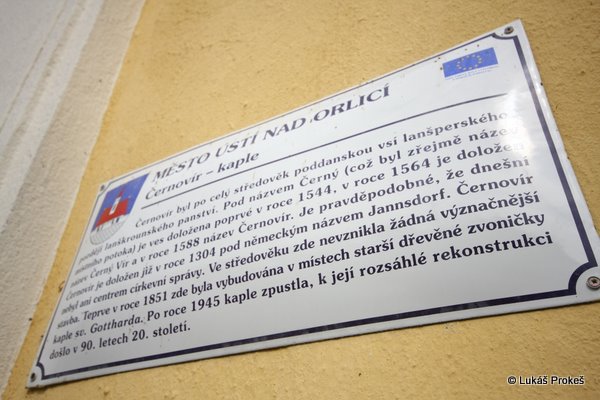 MĚSTO ÚSTÍ NAD ORLICÍ
Černovír – kaple
Černovír byl po celý středověk poddanskou vsí lanšperského,
později lanškrounského panství. Pod názvem Černý (což byl zřejmě název
místního potoka) je ves doložena poprvé v roce 1544, v roce 1564 je doložen
název Černý Vír a v roce 1588 název Černovír. Je pravděpodobné, že dnešní
Černovír je doložen již v roce 1304 pod německým názvem Jannsdorf. Černovír
nebyl ani centrem církevní správy. Ve středověku zde nevznikla žádná význačnější
stavba. Teprve v roce 1851 zde byla vybudována v místech starší dřevěné zvoničky
kaple sv. Gottharda. Po roce 1945 kaple zpustla, k její rozsáhlé rekonstrukci
došlo v 90. letech 20. století.
© Lukáš Prokeš